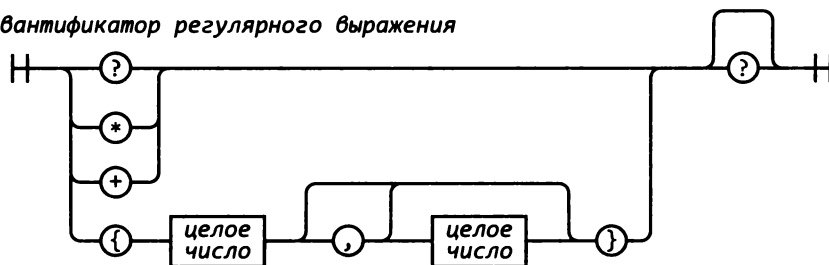 вантификатор регулярного выражения
?
?
*
+
{ целое число , целое число }